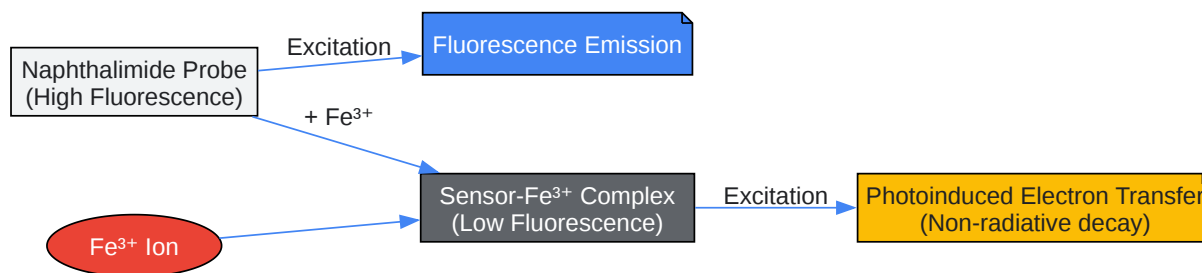 Naphthalimide Probe
(High Fluorescence)
Excitation
Fluorescence Emission
+ Fe³⁺
Fe³⁺ Ion
Sensor-Fe³⁺ Complex
(Low Fluorescence)
Excitation
Photoinduced Electron Transfer
(Non-radiative decay)